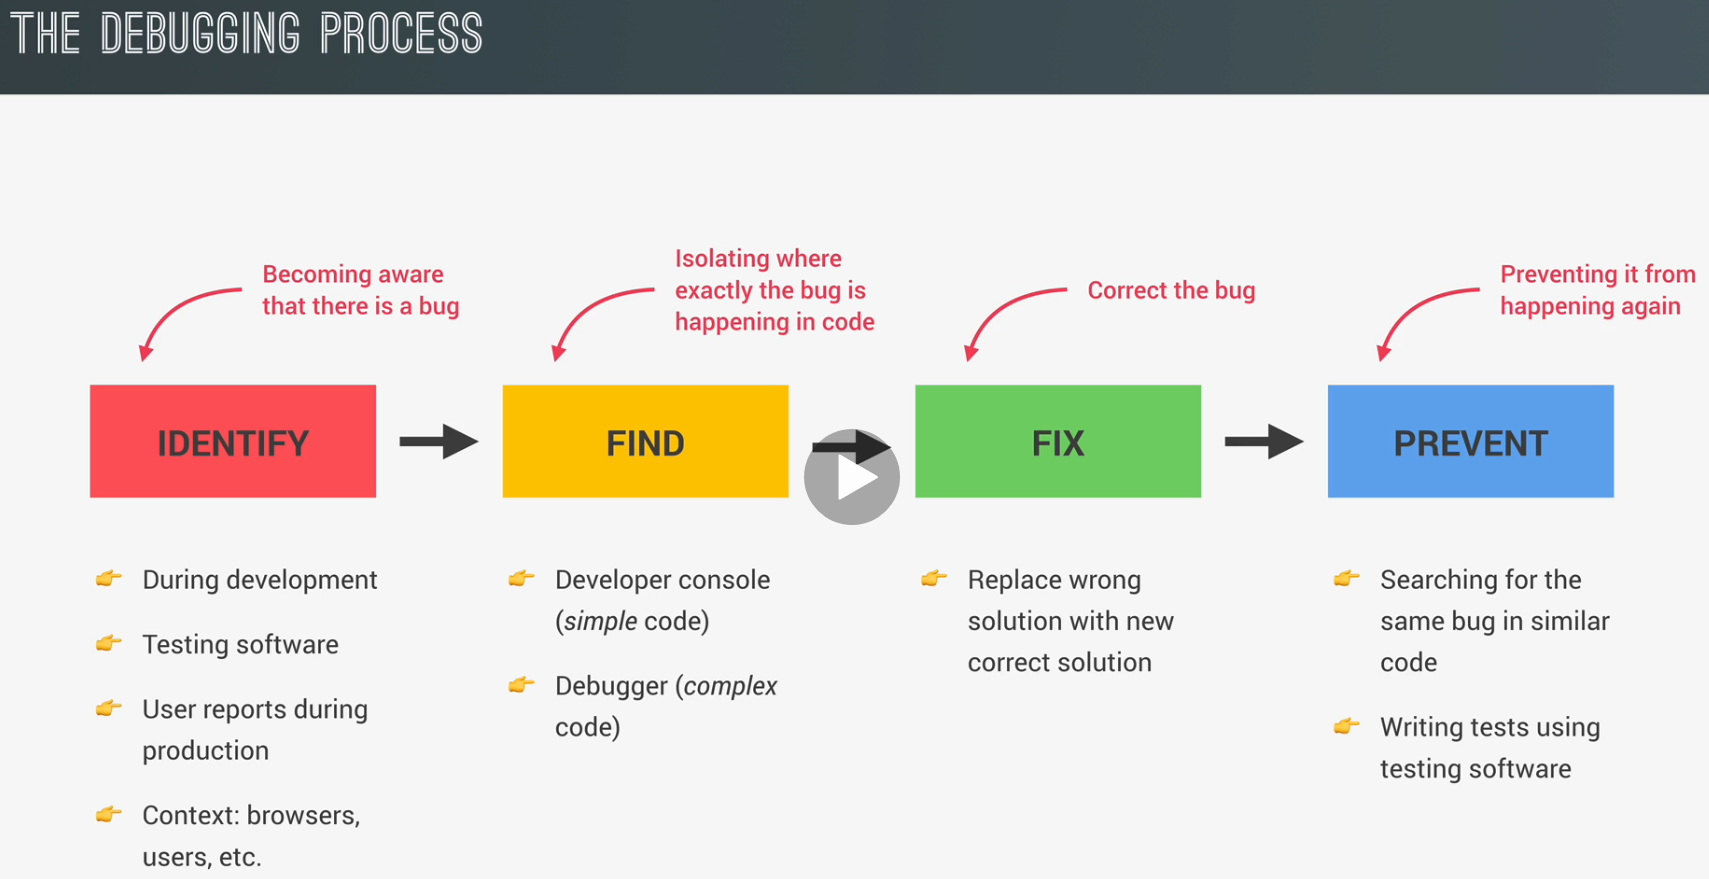 THE DEBUGGING PROCESS
Becoming aware
that there is a bug
Isolating where
exactly the bug is
happening in code
Correct the bug
Preventing it from
happening again
IDENTIFY
FIND
FIX
PREVENT
During development
Testing software
User reports during
production
Context: browsers,
users, etc.
Developer console
(simple code)
Debugger (complex
code)
Replace wrong
solution with new
correct solution
Searching for the
same bug in similar
code
Writing tests using
testing software